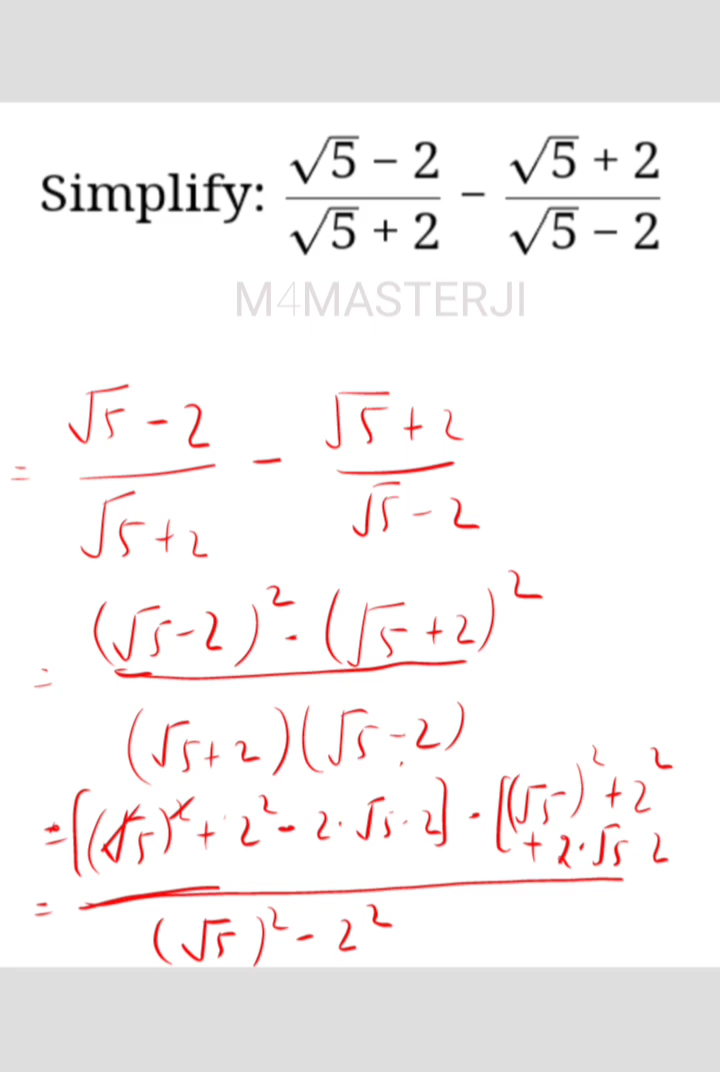 Simplify: (√5 − 2)/(√5 + 2) − (√5 + 2)/(√5 − 2)
M4MASTERJI
= (√5 − 2)/(√5 + 2) − (√5 + 2)/(√5 − 2)
= ((√5 − 2)² − (√5 + 2)²)/((√5 + 2)(√5 − 2))
= [(√5)² + 2² − 2·√5·2] − [(√5)² + 2² + 2·√5 2
= /((√5)² − 2²)